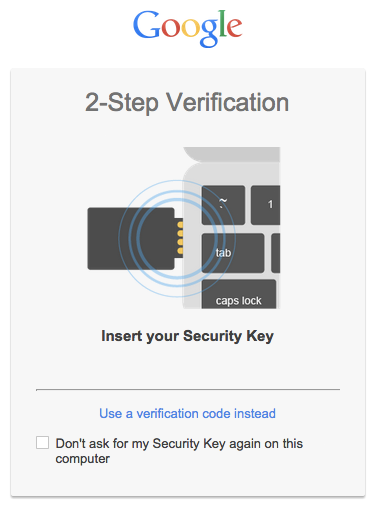 Google
2-Step Verification
~ 1
tab
caps lock
Insert your Security Key
Use a verification code instead
Don't ask for my Security Key again on this
computer